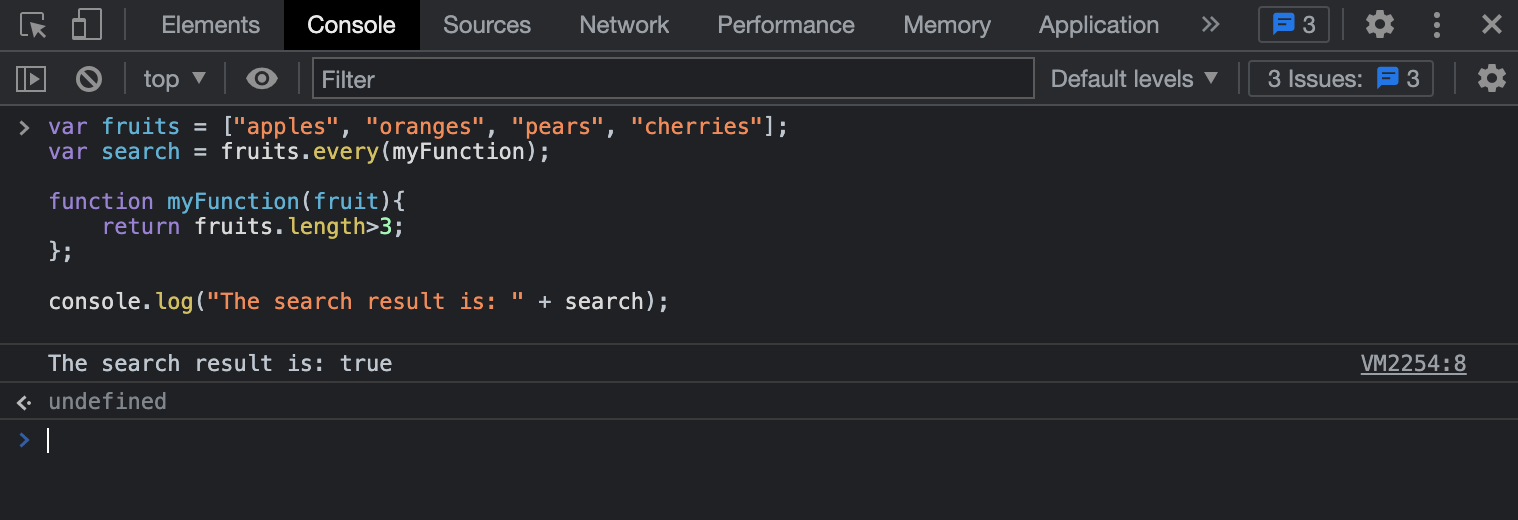 Elements Console Sources Network Performance Memory Application » 3
top ▼ Filter Default levels ▼ 3 Issues: 3
> var fruits = ["apples", "oranges", "pears", "cherries"];
var search = fruits.every(myFunction);
function myFunction(fruit){
    return fruits.length>3;
};
console.log("The search result is: " + search);
The search result is: true VM2254:8
undefined
>